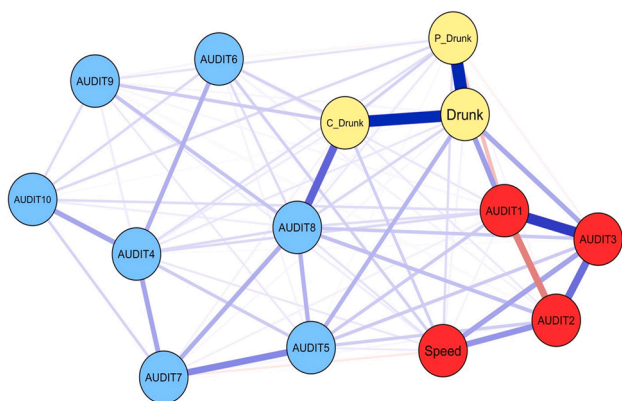 P_Drunk
AUDIT6
AUDIT9
C_Drunk
Drunk
AUDIT10
AUDIT1
AUDIT8
AUDIT3
AUDIT4
AUDIT2
AUDIT5
Speed
AUDIT7